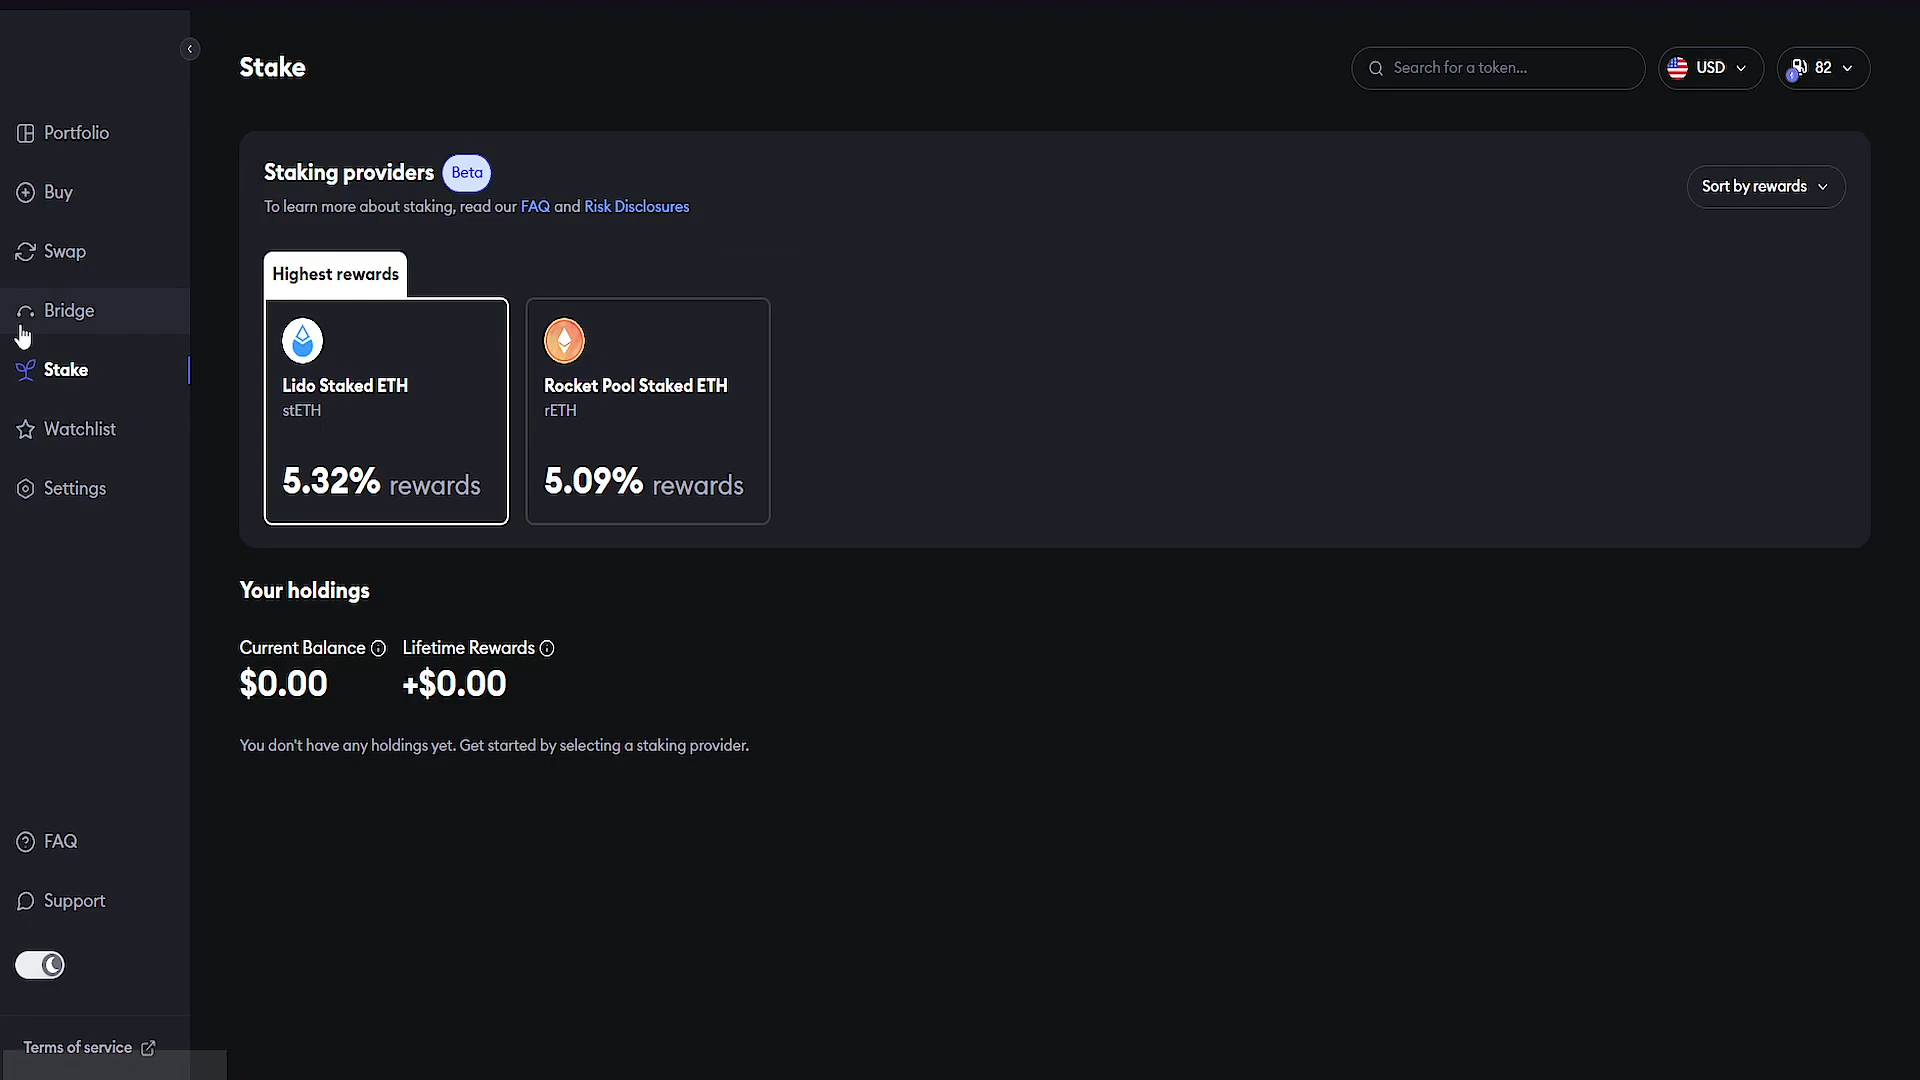 Stake
Search for a token...
USD
82
Portfolio
Buy
Swap
Bridge
Stake
Watchlist
Settings
Staking providers Beta
To learn more about staking, read our FAQ and Risk Disclosures
Sort by rewards
Highest rewards
Lido Staked ETH
stETH
5.32% rewards
Rocket Pool Staked ETH
rETH
5.09% rewards
Your holdings
Current Balance
$0.00
Lifetime Rewards
+$0.00
You don't have any holdings yet. Get started by selecting a staking provider.
FAQ
Support
Terms of service